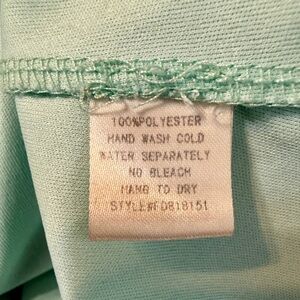 100%POLYESTER
HAND WASH COLD
WATER SEPARATELY
NO BLEACH
HANG TO DRY
STYLE#FD818151